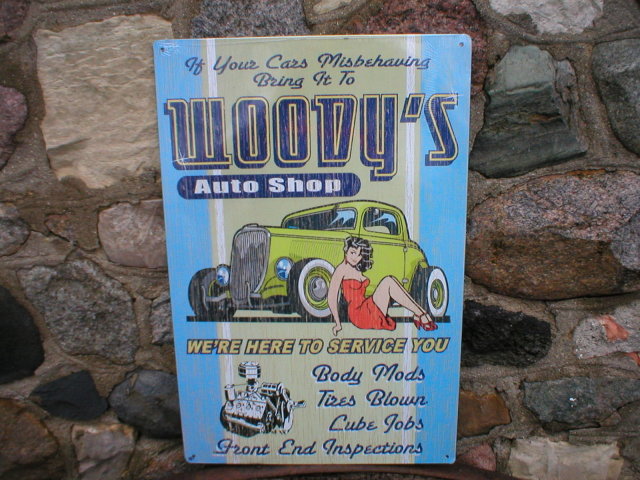 If Your Cars Misbehaving
Bring It To
WOODY'S
Auto Shop
WE'RE HERE TO SERVICE YOU
Body Mods
Tires Blown
Lube Jobs
Front End Inspections